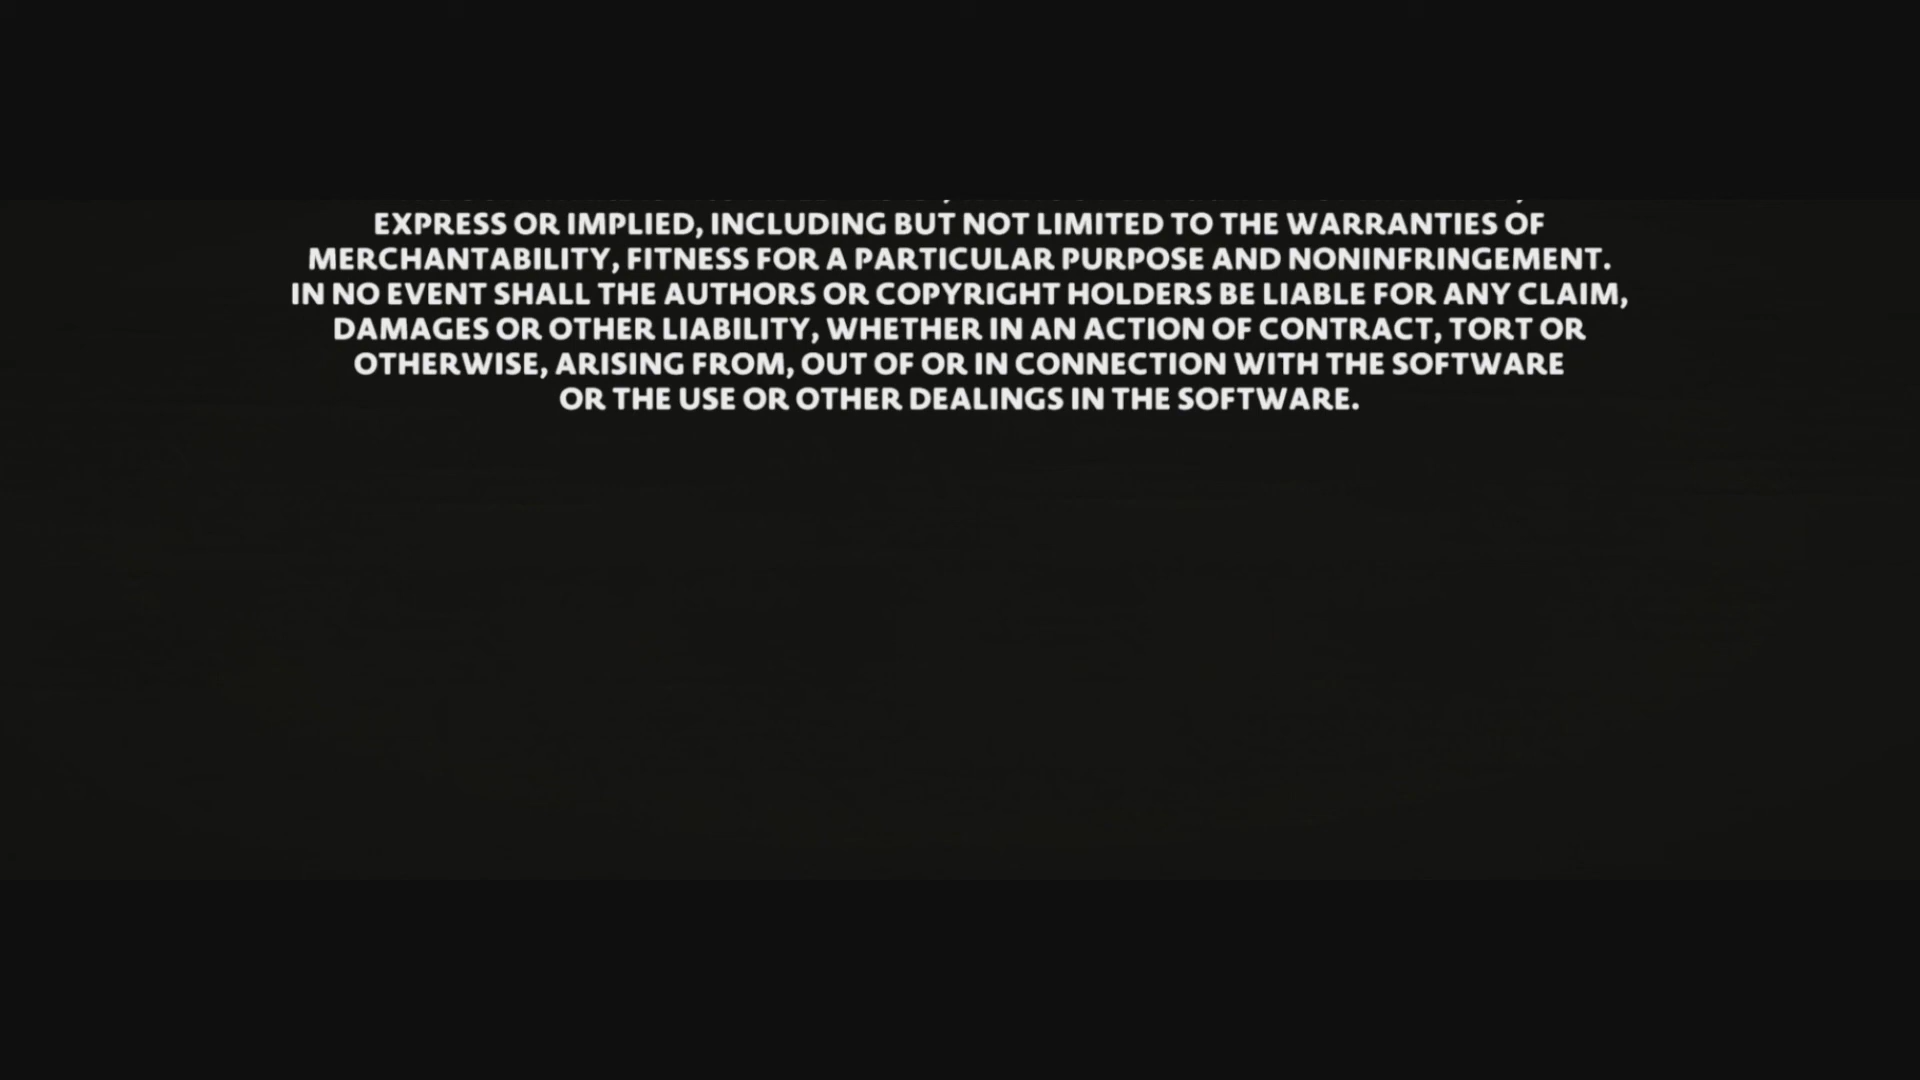 EXPRESS OR IMPLIED, INCLUDING BUT NOT LIMITED TO THE WARRANTIES OF
MERCHANTABILITY, FITNESS FOR A PARTICULAR PURPOSE AND NONINFRINGEMENT.
IN NO EVENT SHALL THE AUTHORS OR COPYRIGHT HOLDERS BE LIABLE FOR ANY CLAIM,
DAMAGES OR OTHER LIABILITY, WHETHER IN AN ACTION OF CONTRACT, TORT OR
OTHERWISE, ARISING FROM, OUT OF OR IN CONNECTION WITH THE SOFTWARE
OR THE USE OR OTHER DEALINGS IN THE SOFTWARE.